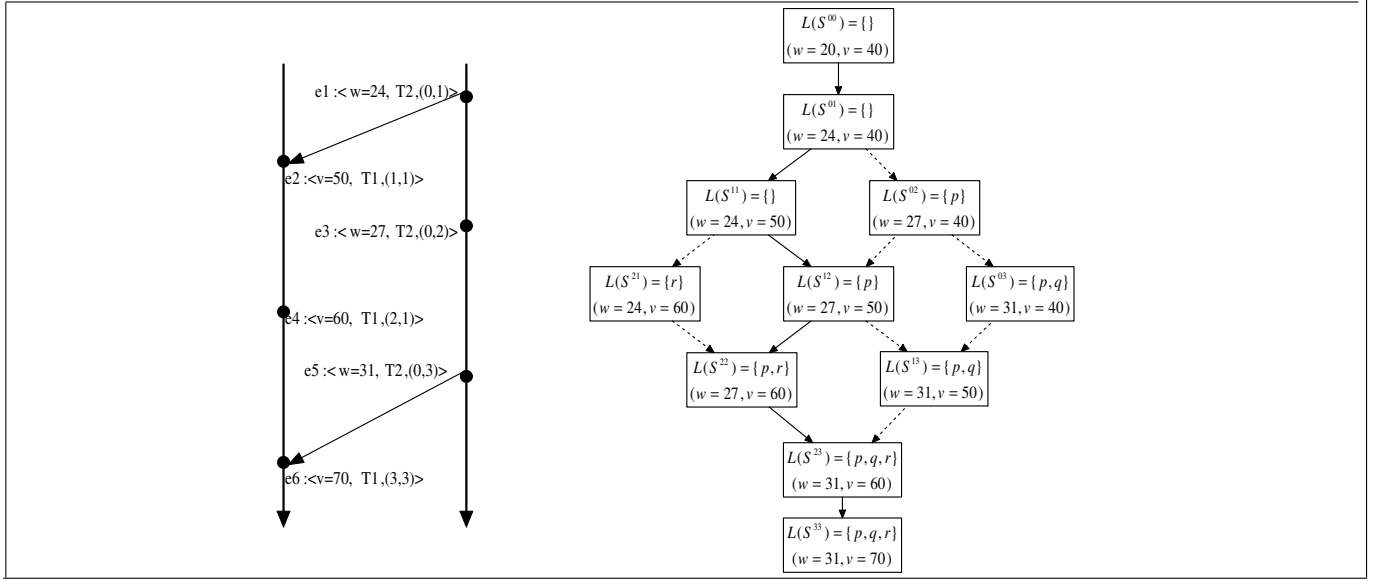 e1 :< w=24, T2,(0,1)>
e2 :<v=50, T1,(1,1)>
e3 :< w=27, T2,(0,2)>
e4 :<v=60, T1,(2,1)>
e5 :< w=31, T2,(0,3)>
e6 :<v=70, T1,(3,3)>
L(S^{00}) = { }
(w = 20, v = 40)
L(S^{01}) = { }
(w = 24, v = 40)
L(S^{11}) = { }
(w = 24, v = 50)
L(S^{02}) = { p}
(w = 27, v = 40)
L(S^{21}) = { r}
(w = 24, v = 60)
L(S^{12}) = { p}
(w = 27, v = 50)
L(S^{03}) = { p, q}
(w = 31, v = 40)
L(S^{22}) = { p, r}
(w = 27, v = 60)
L(S^{13}) = { p, q}
(w = 31, v = 50)
L(S^{23}) = { p, q, r}
(w = 31, v = 60)
L(S^{33}) = { p, q, r}
(w = 31, v = 70)